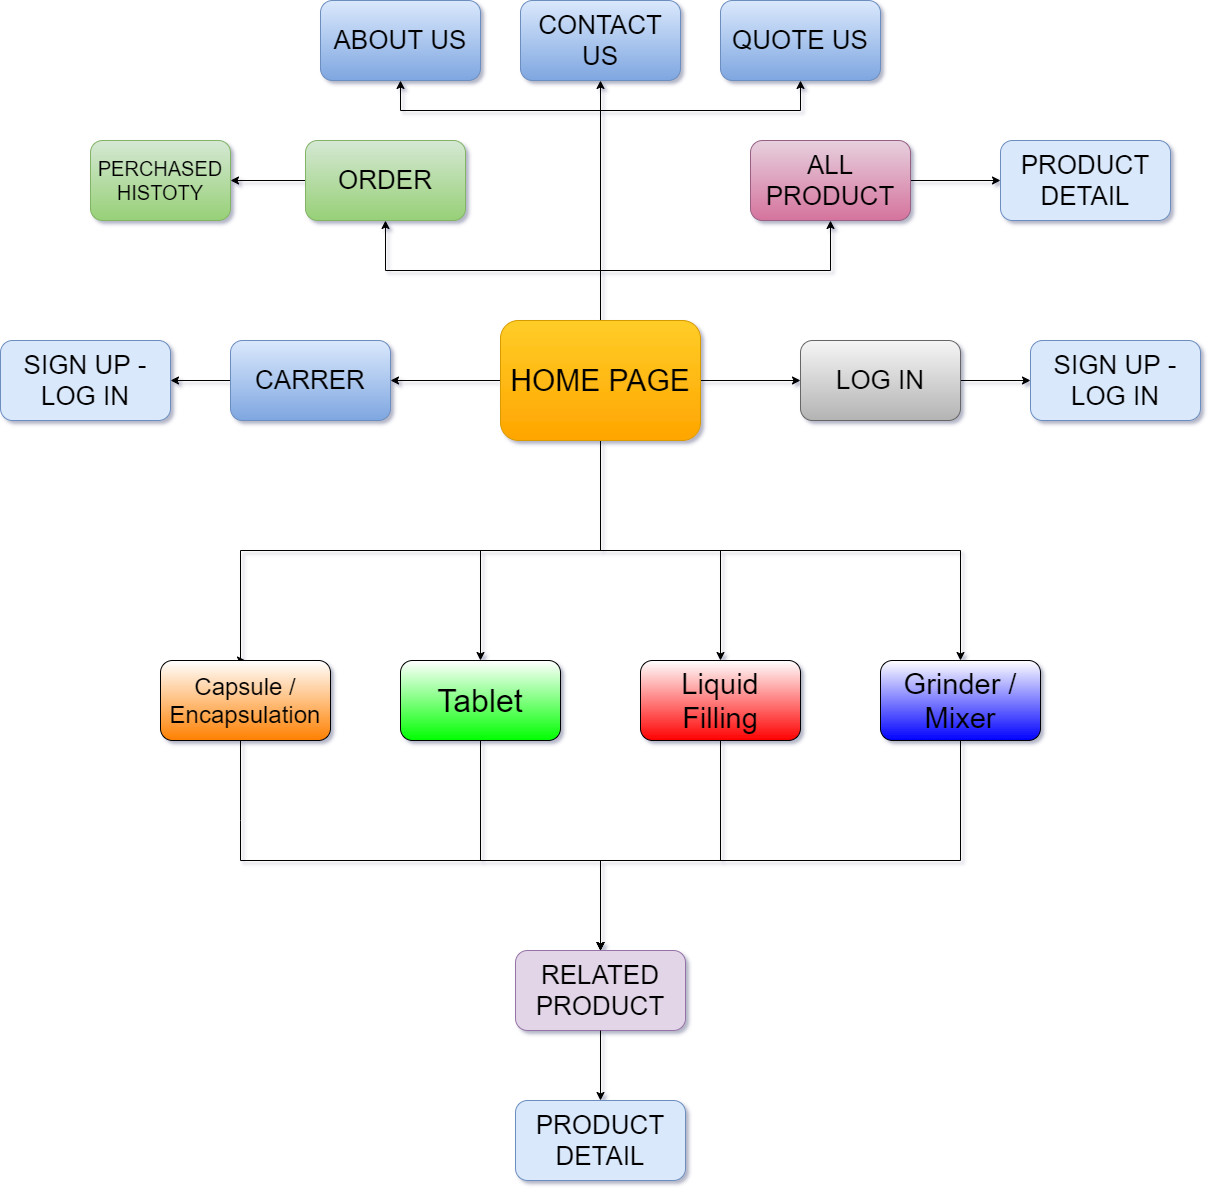 ABOUT US
CONTACT
US
QUOTE US
PERCHASED
HISTOTY
ORDER
ALL
PRODUCT
PRODUCT
DETAIL
SIGN UP -
LOG IN
CARRER
HOME PAGE
LOG IN
SIGN UP -
LOG IN
Capsule /
Encapsulation
Tablet
Liquid
Filling
Grinder /
Mixer
RELATED
PRODUCT
PRODUCT
DETAIL